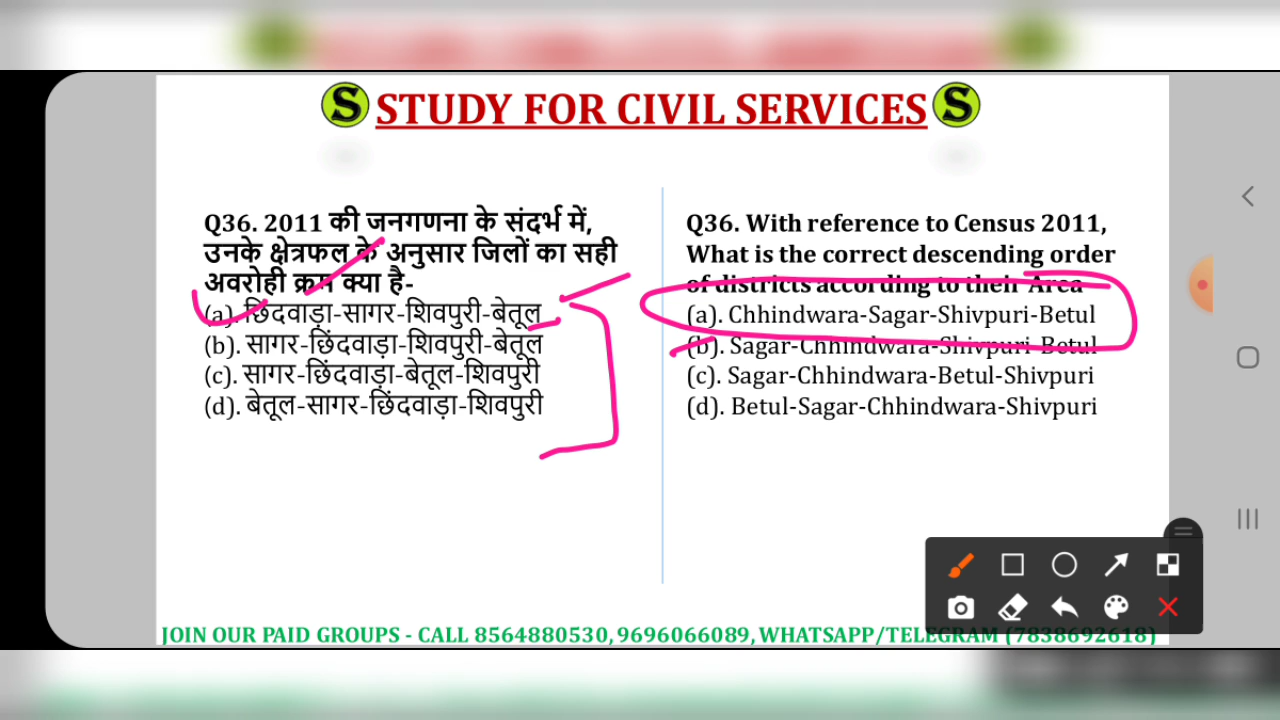 STUDY FOR CIVIL SERVICES
Q36. 2011 की जनगणना के संदर्भ में,
उनके क्षेत्रफल के अनुसार जिलों का सही
अवरोही क्रम क्या है-
(a). छिंदवाड़ा-सागर-शिवपुरी-बेतूल
(b). सागर-छिंदवाड़ा-शिवपुरी-बेतूल
(c). सागर-छिंदवाड़ा-बेतूल-शिवपुरी
(d). बेतूल-सागर-छिंदवाड़ा-शिवपुरी
Q36. With reference to Census 2011,
What is the correct descending order
of districts according to their Area
(a). Chhindwara-Sagar-Shivpuri-Betul
(b). Sagar-Chhindwara-Shivpuri-Betul
(c). Sagar-Chhindwara-Betul-Shivpuri
(d). Betul-Sagar-Chhindwara-Shivpuri
JOIN OUR PAID GROUPS - CALL 8564880530, 9696066089, WHATSAPP/TELEGRAM (7838692618)